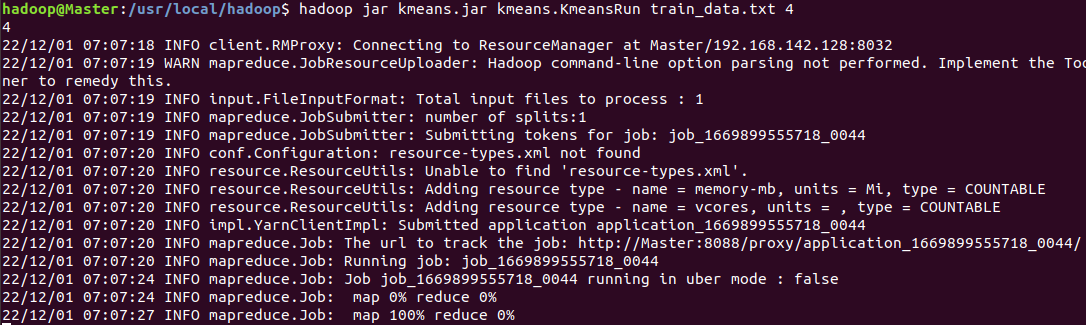 hadoop@Master:/usr/local/hadoop$ hadoop jar kmeans.jar kmeans.KmeansRun train_data.txt 4
4
22/12/01 07:07:18 INFO client.RMProxy: Connecting to ResourceManager at Master/192.168.142.128:8032
22/12/01 07:07:19 WARN mapreduce.JobResourceUploader: Hadoop command-line option parsing not performed. Implement the Too
ner to remedy this.
22/12/01 07:07:19 INFO input.FileInputFormat: Total input files to process : 1
22/12/01 07:07:19 INFO mapreduce.JobSubmitter: number of splits:1
22/12/01 07:07:19 INFO mapreduce.JobSubmitter: Submitting tokens for job: job_1669899555718_0044
22/12/01 07:07:20 INFO conf.Configuration: resource-types.xml not found
22/12/01 07:07:20 INFO resource.ResourceUtils: Unable to find 'resource-types.xml'.
22/12/01 07:07:20 INFO resource.ResourceUtils: Adding resource type - name = memory-mb, units = Mi, type = COUNTABLE
22/12/01 07:07:20 INFO resource.ResourceUtils: Adding resource type - name = vcores, units = , type = COUNTABLE
22/12/01 07:07:20 INFO impl.YarnClientImpl: Submitted application application_1669899555718_0044
22/12/01 07:07:20 INFO mapreduce.Job: The url to track the job: http://Master:8088/proxy/application_1669899555718_0044/
22/12/01 07:07:20 INFO mapreduce.Job: Running job: job_1669899555718_0044
22/12/01 07:07:24 INFO mapreduce.Job: Job job_1669899555718_0044 running in uber mode : false
22/12/01 07:07:24 INFO mapreduce.Job:  map 0% reduce 0%
22/12/01 07:07:27 INFO mapreduce.Job:  map 100% reduce 0%